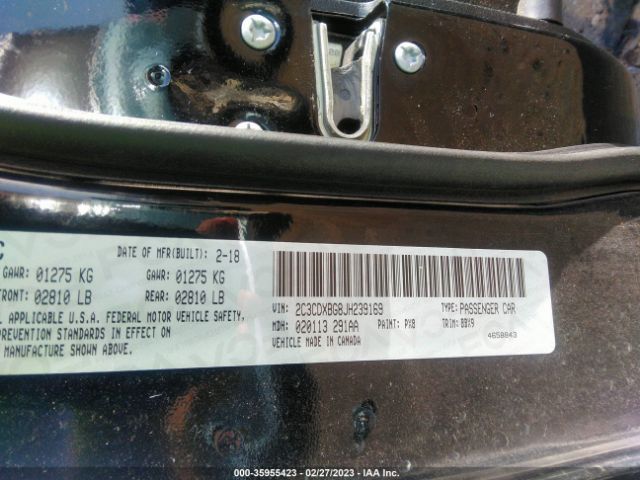 C DATE OF MFR(BUILT): 2-18
GAWR: 01275 KG GAWR: 01275 KG
FRONT: 02810 LB REAR: 02810 LB
APPLICABLE U.S.A. FEDERAL MOTOR VEHICLE SAFETY,
PREVENTION STANDARDS IN EFFECT ON
MANUFACTURE SHOWN ABOVE.
VIN: 2C3CDXBG8JH239169 TYPE: PASSENGER CAR
MDH: 020113 291AA PAINT: PX8 TRIM: BBX9
VEHICLE MADE IN CANADA 4658843
000-35955423 - 02/27/2023 - IAA Inc.